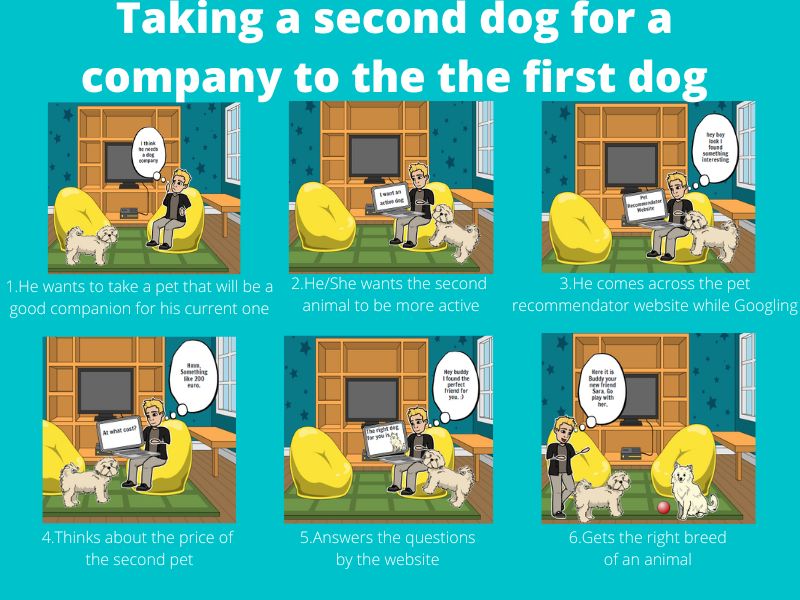 Taking a second dog for a
company to the the first dog
I think
he needs
a dog
company
1.He wants to take a pet that will be a
good companion for his current one
I want an
active dog
2.He/She wants the second
animal to be more active
hey boy
look I
found
something
interesting
Pet
Recommendator
Website
3.He comes across the pet
recommendator website while Googling
Hmm,
Something
like 200
euro.
At what cost?
4.Thinks about the price of
the second pet
Hey buddy
I found the
perfect
friend for
you. :)
The right dog
for you is
5.Answers the questions
by the website
Here it is
Buddy your
new friend
Sara. Go
play with
her.
6.Gets the right breed
of an animal